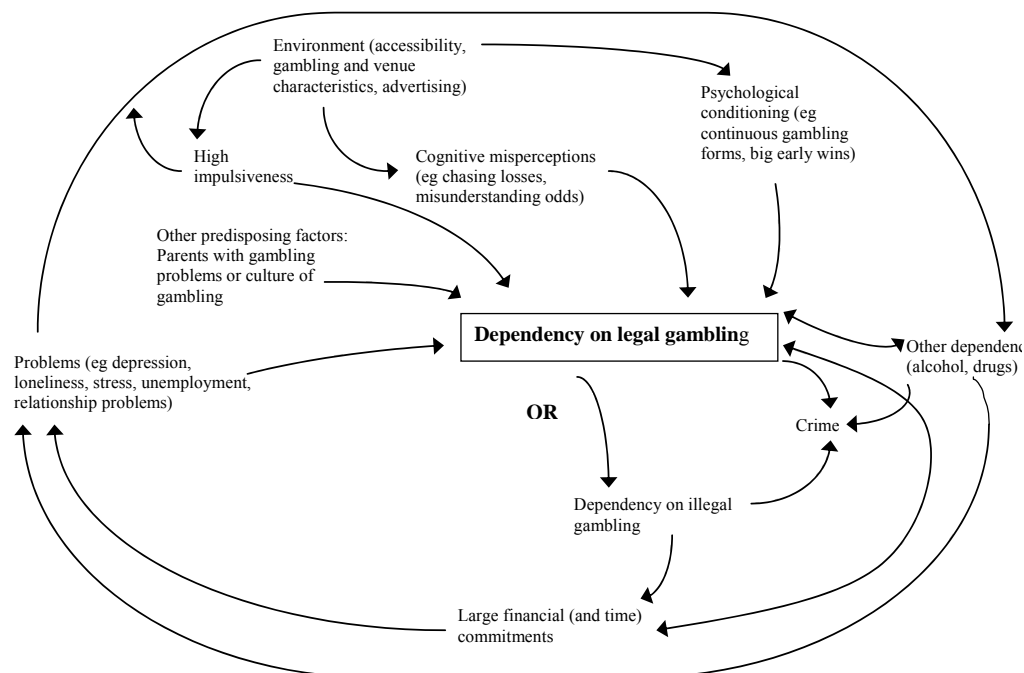 Environment (accessibility,
gambling and venue
characteristics, advertising)
Psychological
conditioning (eg
continuous gambling
forms, big early wins)
High
impulsiveness
Cognitive misperceptions
(eg chasing losses,
misunderstanding odds)
Other predisposing factors:
Parents with gambling
problems or culture of
gambling
Dependency on legal gambling
Problems (eg depression,
loneliness, stress, unemployment,
relationship problems)
Other dependenc
(alcohol, drugs)
OR
Crime
Dependency on illegal
gambling
Large financial (and time)
commitments